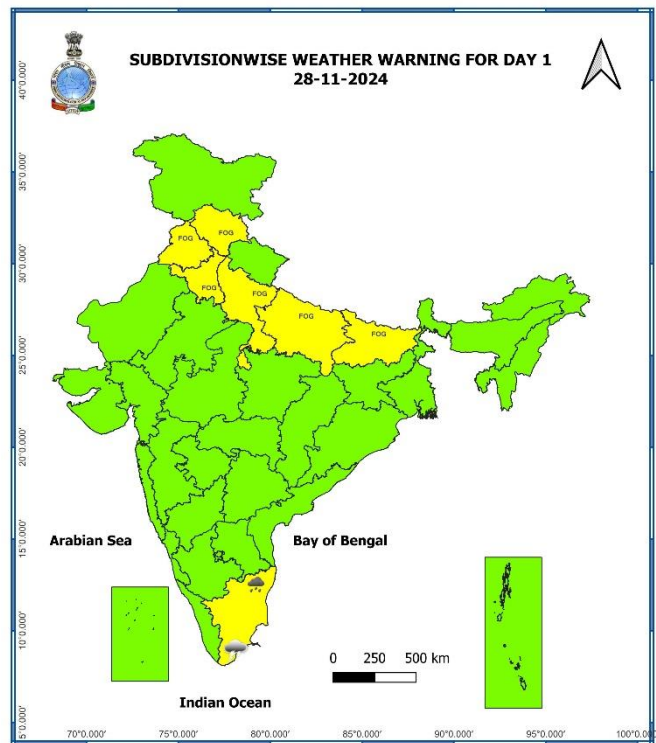 SUBDIVISIONWISE WEATHER WARNING FOR DAY 1
28-11-2024
40°0.000'
35°0.000'
30°0.000'
25°0.000'
20°0.000'
15°0.000'
10°0.000'
5°0.000'
FOG
FOG
FOG
FOG
FOG
FOG
Arabian Sea
Bay of Bengal
0 250 500 km
Indian Ocean
70°0.000' 75°0.000' 80°0.000' 85°0.000' 90°0.000' 95°0.000' 100°0.000'